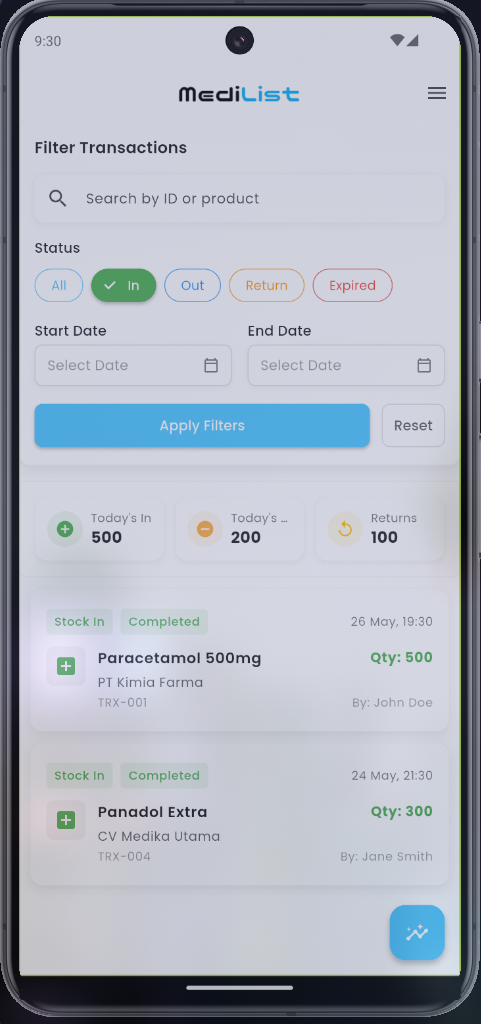 9:30
MediList
Filter Transactions
Search by ID or product
Status
All In Out Return Expired
Start Date End Date
Select Date Select Date
Apply Filters Reset
Today's In Today's ... Returns
500 200 100
Stock In Completed 26 May, 19:30
Paracetamol 500mg Qty: 500
PT Kimia Farma
TRX-001 By: John Doe
Stock In Completed 24 May, 21:30
Panadol Extra Qty: 300
CV Medika Utama
TRX-004 By: Jane Smith